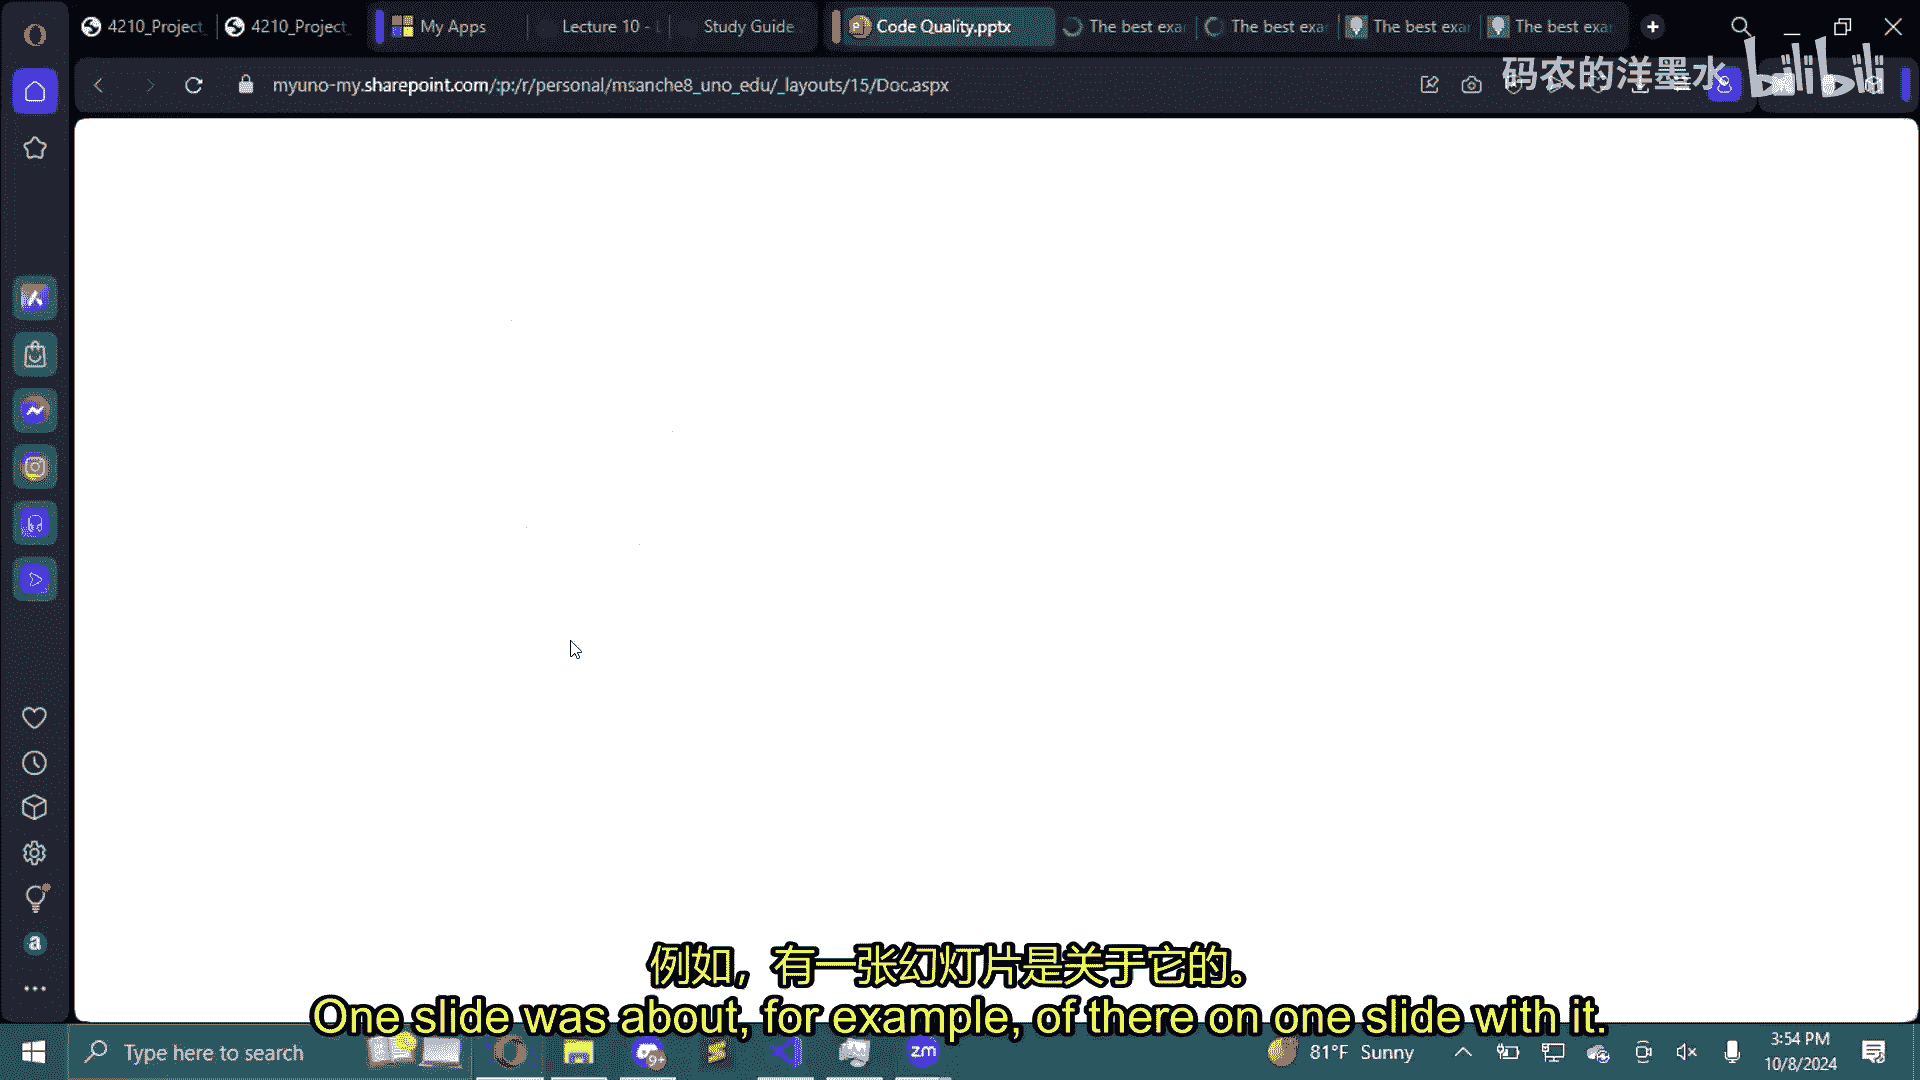 4210_Project
4210_Project
My Apps
Lecture 10 -
Study Guide
Code Quality.pptx
The best exa
The best exa
The best exa
The best exa
myuno-my.sharepoint.com/:p:/r/personal/msanche8_uno_edu/_layouts/15/Doc.aspx
码农的洋墨水
bilibili
例如，有一张幻灯片是关于它的。
One slide was about, for example, of there on one slide with it.
Type here to search
9+
zm
81°F Sunny
3:54 PM
10/8/2024